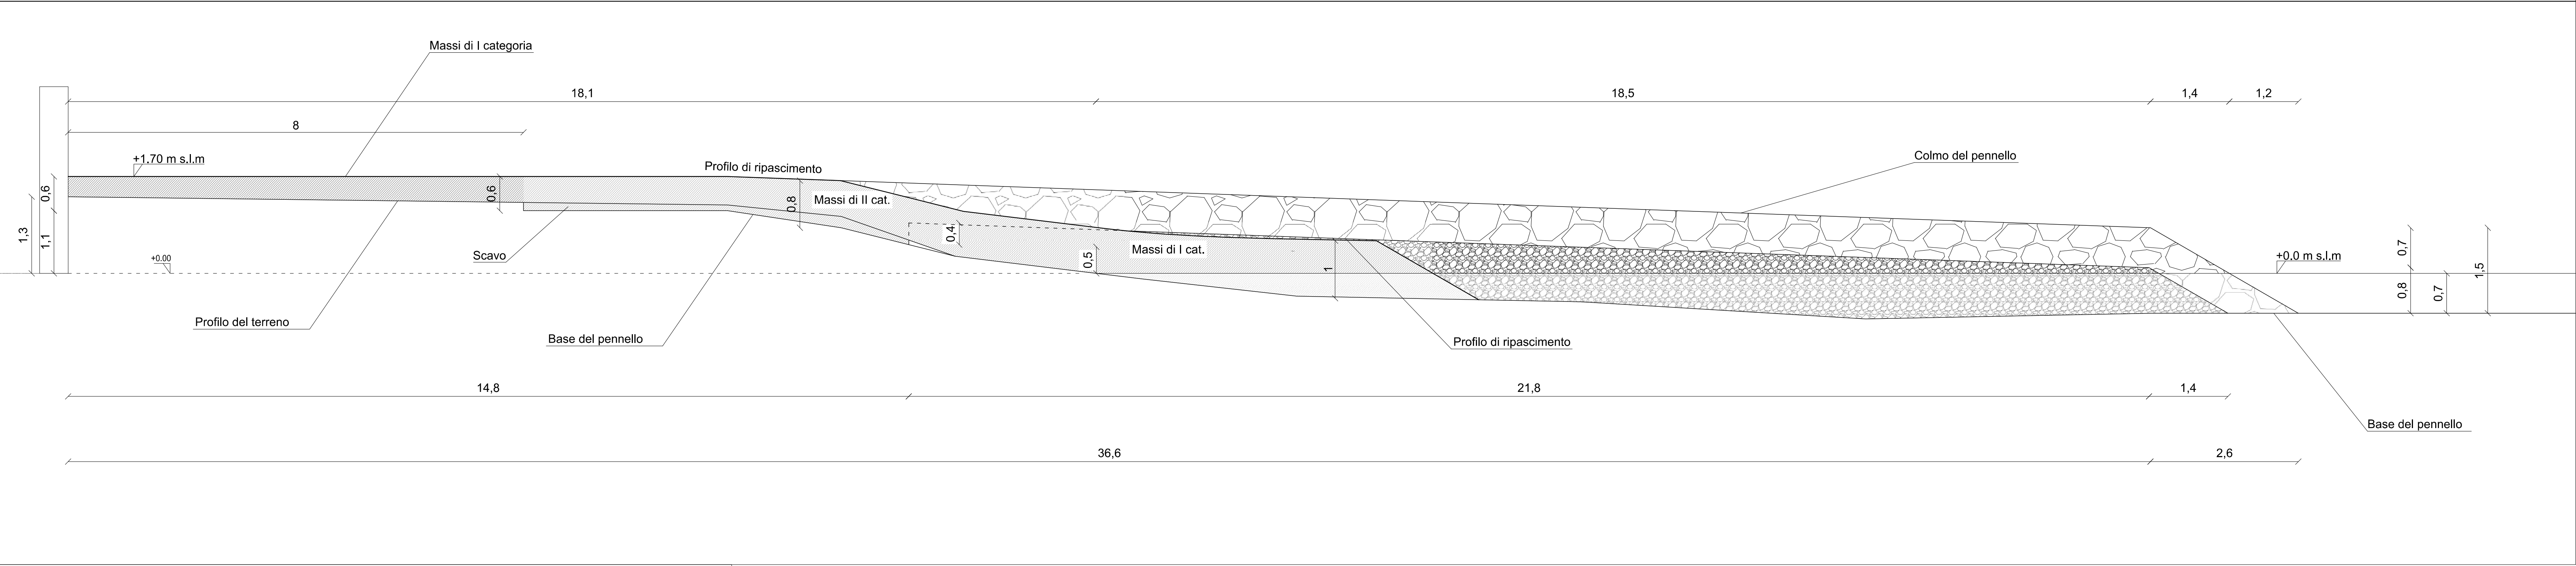 Massi di I categoria
18,1
18,5
1,4
1,2
8
+1.70 m s.l.m
Profilo di ripascimento
Colmo del pennello
0,6
0,6
0,8
Massi di II cat.
1,3
1,1
0,4
Massi di I cat.
0,7
Scavo
+0.00
0,5
1
+0.0 m s.l.m
1,5
0,8
0,7
Profilo del terreno
Base del pennello
Profilo di ripascimento
14,8
21,8
1,4
Base del pennello
36,6
2,6